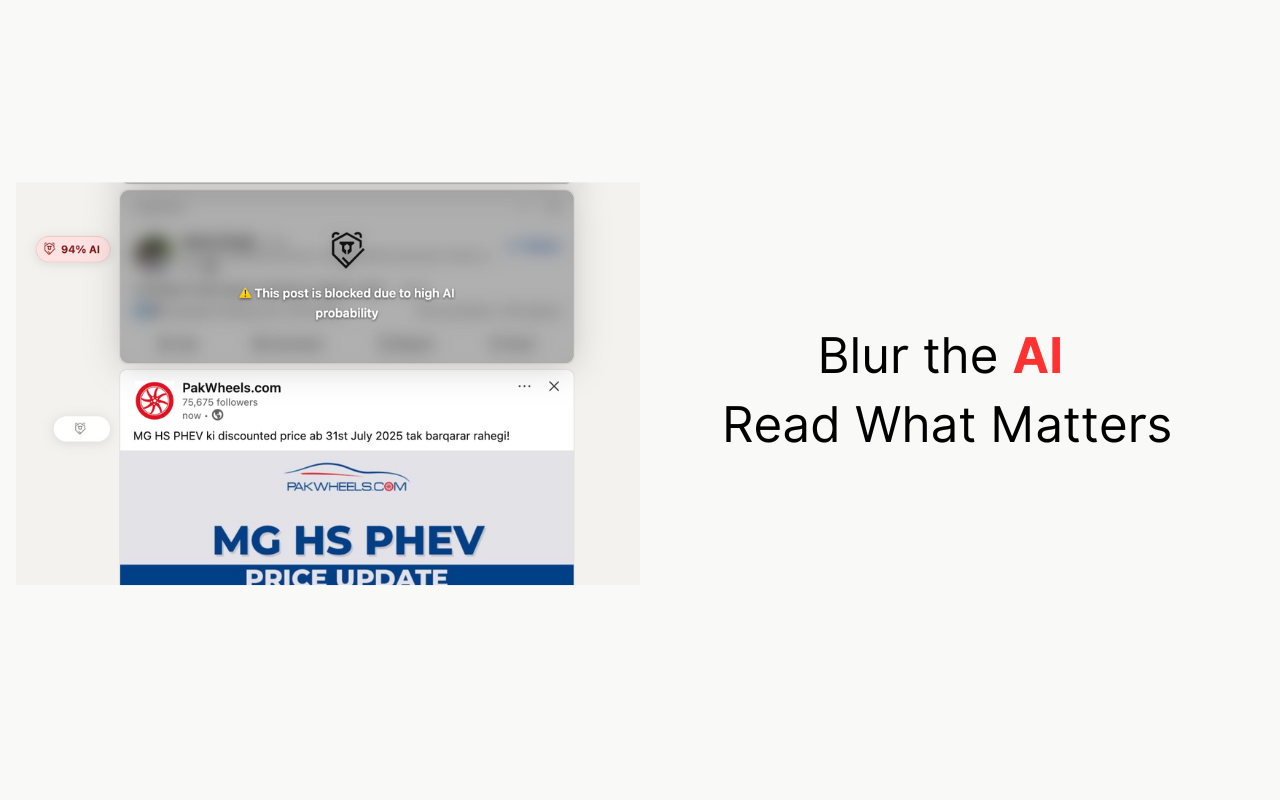 94% AI
⚠️ This post is blocked due to high AI
probability
PakWheels.com
75,675 followers
now •
MG HS PHEV ki discounted price ab 31st July 2025 tak barqarar rahegi!
PAKWHEELS.COM
MG HS PHEV
PRICE UPDATE
Blur the AI
Read What Matters